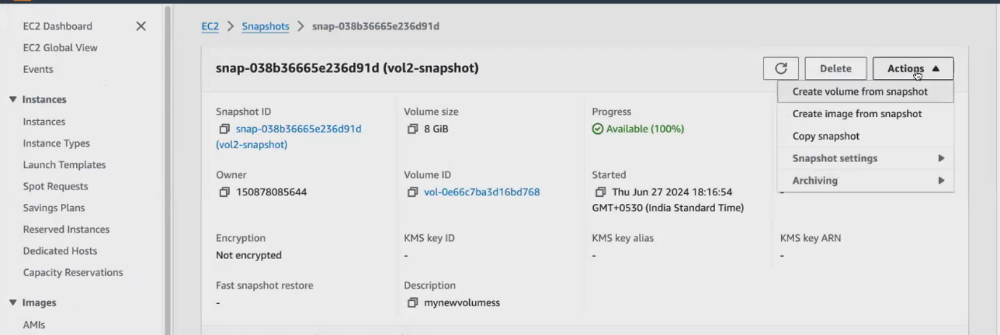 EC2 Dashboard
EC2 Global View
Events
Instances
Instances
Instance Types
Launch Templates
Spot Requests
Savings Plans
Reserved Instances
Dedicated Hosts
Capacity Reservations
Images
AMIs
EC2 > Snapshots > snap-038b36665e236d91d
snap-038b36665e236d91d (vol2-snapshot)
Delete
Actions
Create volume from snapshot
Create image from snapshot
Copy snapshot
Snapshot settings
Archiving
Snapshot ID
snap-038b36665e236d91d
(vol2-snapshot)
Volume size
8 GiB
Progress
Available (100%)
Owner
150878085644
Volume ID
vol-0e66c7ba3d16bd768
Started
Thu Jun 27 2024 18:16:54
GMT+0530 (India Standard Time)
-
Encryption
Not encrypted
KMS key ID
-
KMS key alias
-
KMS key ARN
-
Fast snapshot restore
-
Description
mynewvolumess